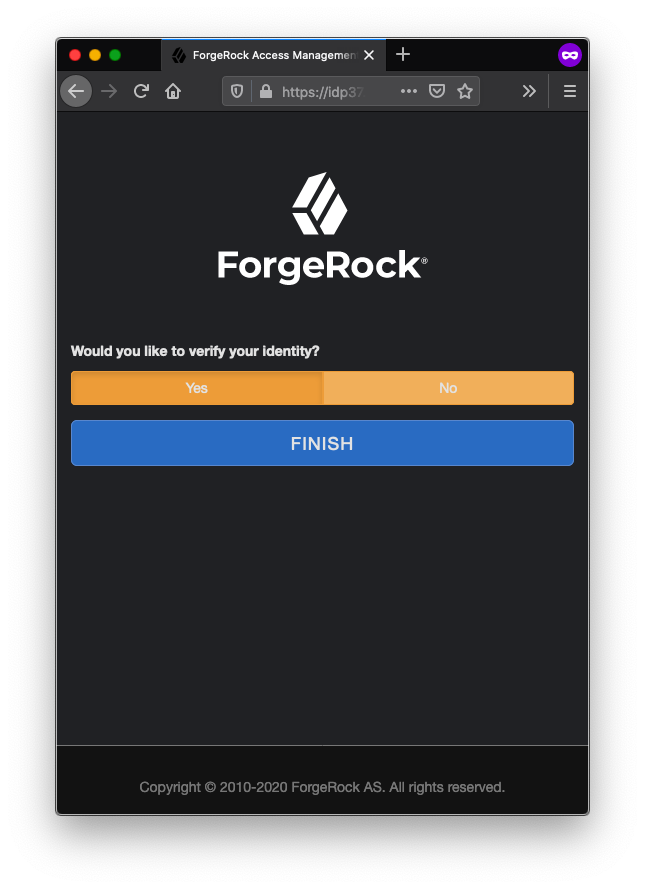 ForgeRock Access Managemen
https://idp37
ForgeRock®
Would you like to verify your identity?
Yes
No
FINISH
Copyright © 2010-2020 ForgeRock AS. All rights reserved.